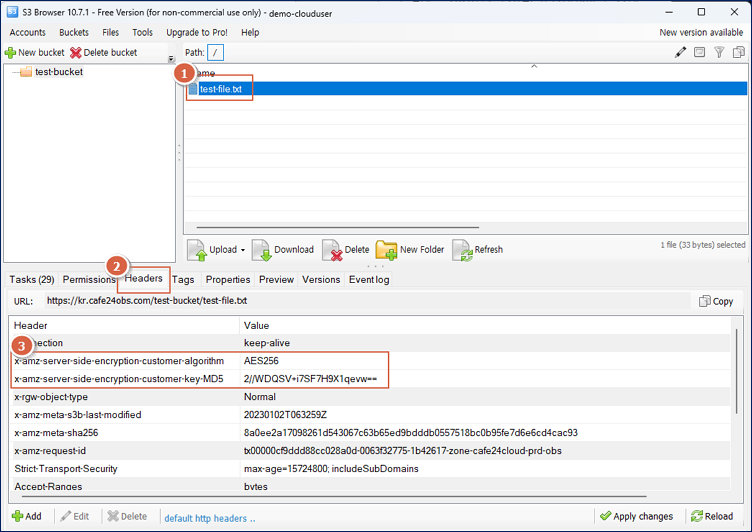 S3 Browser 10.7.1 - Free Version (for non-commercial use only) - demo-clouduser
Accounts Buckets Files Tools Upgrade to Pro! Help New version available
New bucket Delete bucket Path: /
test-bucket
1
ame
test-file.txt
Upload Download Delete New Folder Refresh 1 file (33 bytes) selected
2
Tasks (29) Permissions Headers Tags Properties Preview Versions Event log
URL: https://kr.cafe24obs.com/test-bucket/test-file.txt Copy
Header Value
3
ection keep-alive
x-amz-server-side-encryption-customer-algorithm AES256
x-amz-server-side-encryption-customer-key-MD5 2//WDQSV+i7SF7H9X1qevw==
x-rgw-object-type Normal
x-amz-meta-s3b-last-modified 20230102T063259Z
x-amz-meta-sha256 8a0ee2a17098261d543067c63b65ed9bdddb0557518bc0b95fe7d6e6cd4cac93
x-amz-request-id tx00000cf9ddd88cc028a0d-0063f32775-1b42617-zone-cafe24cloud-prd-obs
Strict-Transport-Security max-age=15724800; includeSubDomains
Accept-Ranges bytes
Add Edit Delete default http headers .. Apply changes Reload